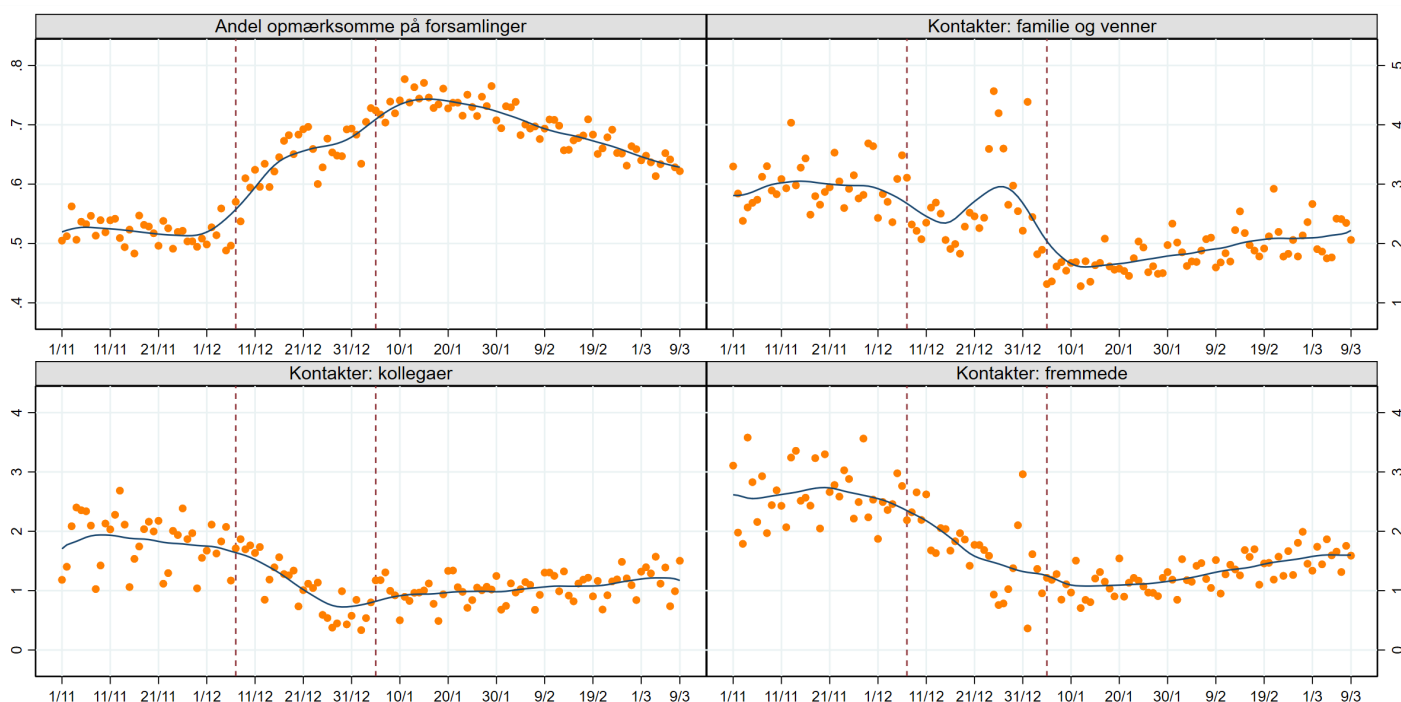 Andel opmærksomme på forsamlinger
.8
.7
.6
.5
.4
1/11 11/11 21/11 1/12 11/12 21/12 31/12 10/1 20/1 30/1 9/2 19/2 1/3 9/3
Kontakter: familie og venner
5
4
3
2
1
1/11 11/11 21/11 1/12 11/12 21/12 31/12 10/1 20/1 30/1 9/2 19/2 1/3 9/3
Kontakter: kollegaer
4
3
2
1
0
1/11 11/11 21/11 1/12 11/12 21/12 31/12 10/1 20/1 30/1 9/2 19/2 1/3 9/3
Kontakter: fremmede
4
3
2
1
0
1/11 11/11 21/11 1/12 11/12 21/12 31/12 10/1 20/1 30/1 9/2 19/2 1/3 9/3